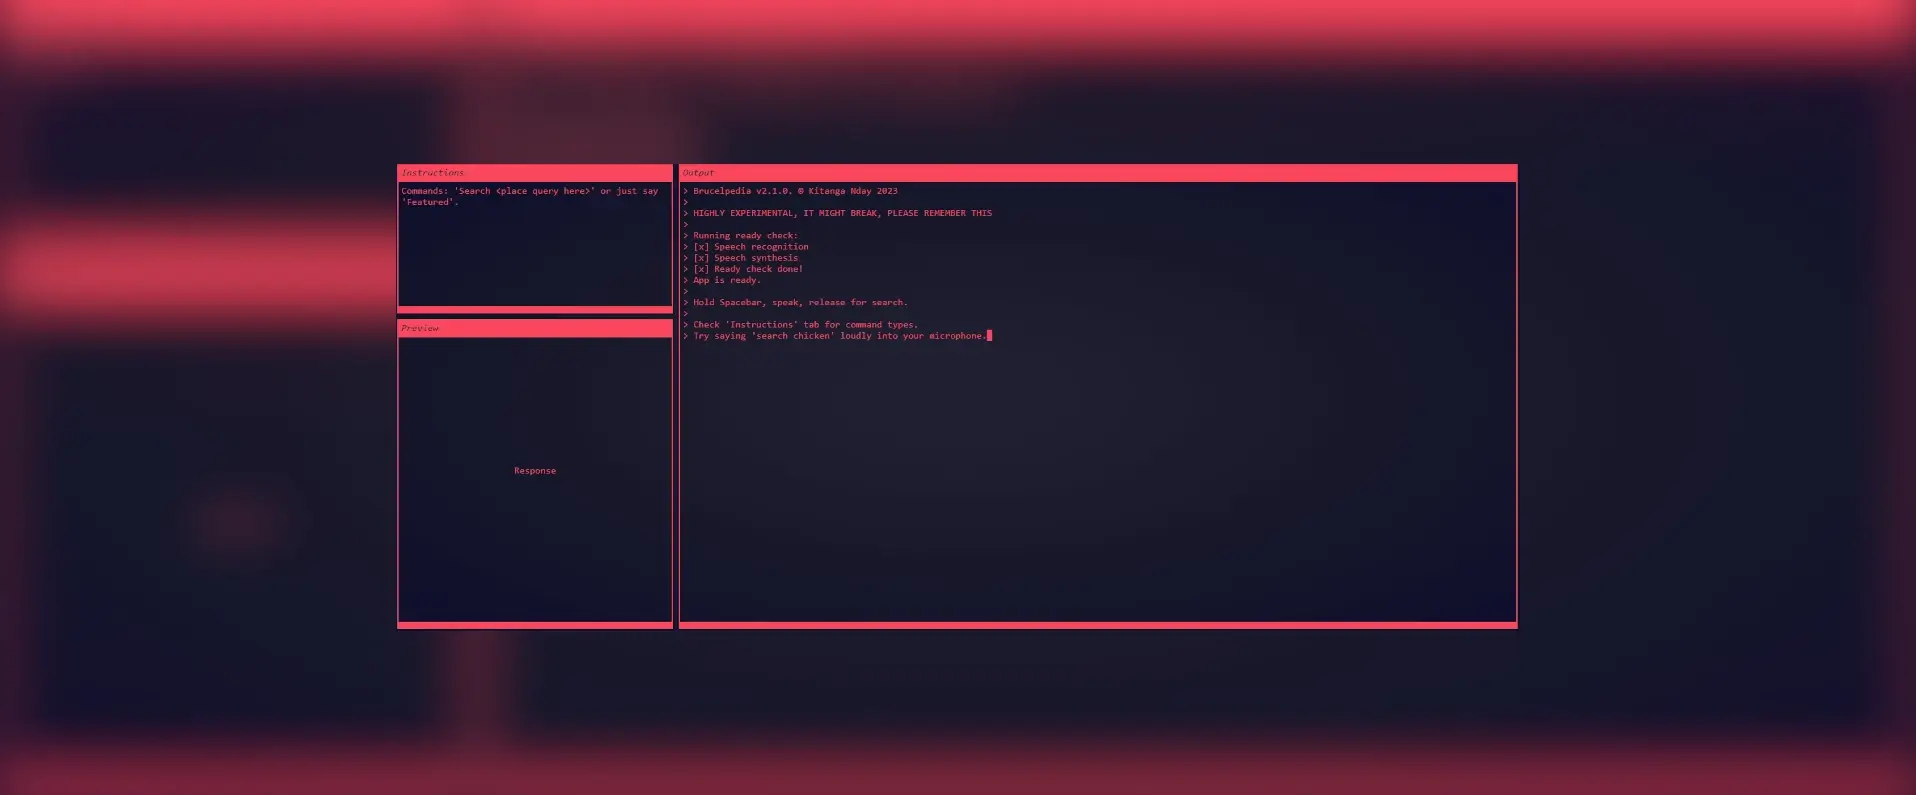 Instructions
Commands: 'Search <place query here>' or just say
'Featured'.
Preview
Response
Output
> Brucelpedia v2.1.0. © Kitanga Nday 2023
>
> HIGHLY EXPERIMENTAL, IT MIGHT BREAK, PLEASE REMEMBER THIS
>
> Running ready check:
> [x] Speech recognition
> [x] Speech synthesis
> [x] Ready check done!
> App is ready.
>
> Hold Spacebar, speak, release for search.
>
> Check 'Instructions' tab for command types.
> Try saying 'search chicken' loudly into your microphone.